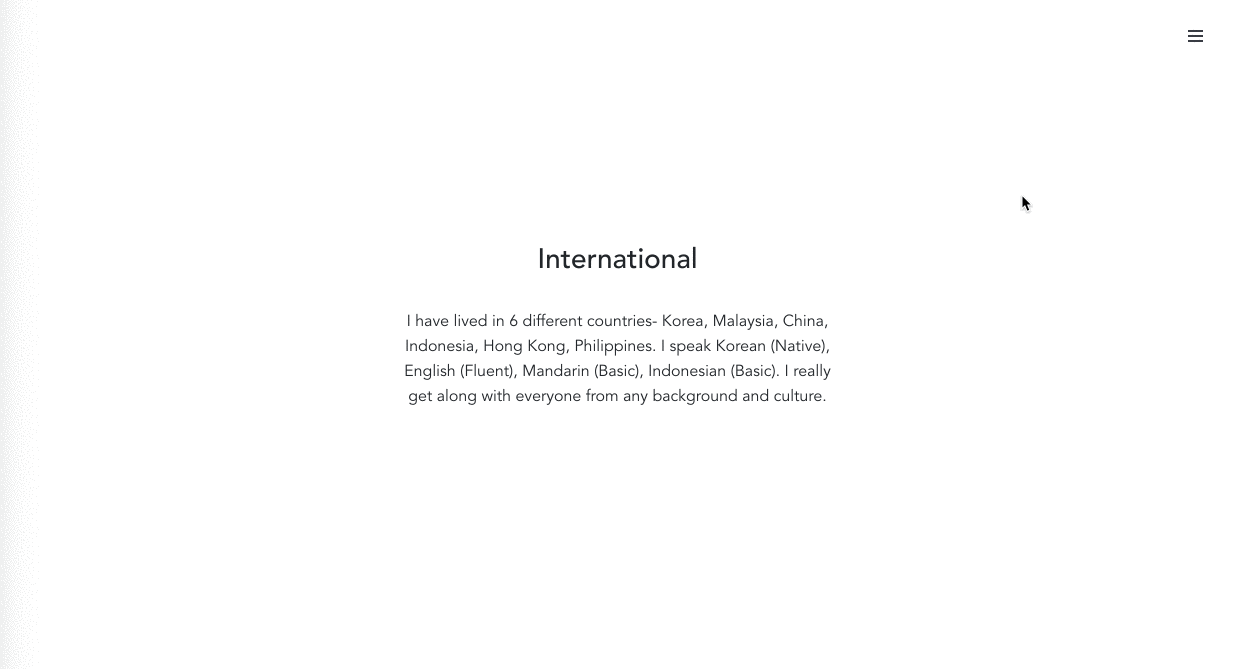 International
I have lived in 6 different countries- Korea, Malaysia, China,
Indonesia, Hong Kong, Philippines. I speak Korean (Native),
English (Fluent), Mandarin (Basic), Indonesian (Basic). I really
get along with everyone from any background and culture.